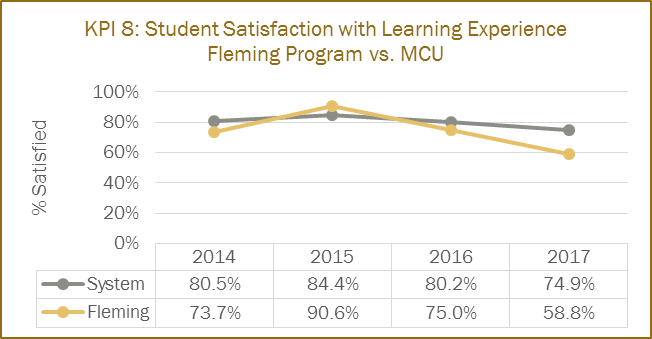 KPI 8: Student Satisfaction with Learning Experience
Fleming Program vs. MCU
% Satisfied
100%
80%
60%
40%
20%
0%
2014 2015 2016 2017
System 80.5% 84.4% 80.2% 74.9%
Fleming 73.7% 90.6% 75.0% 58.8%